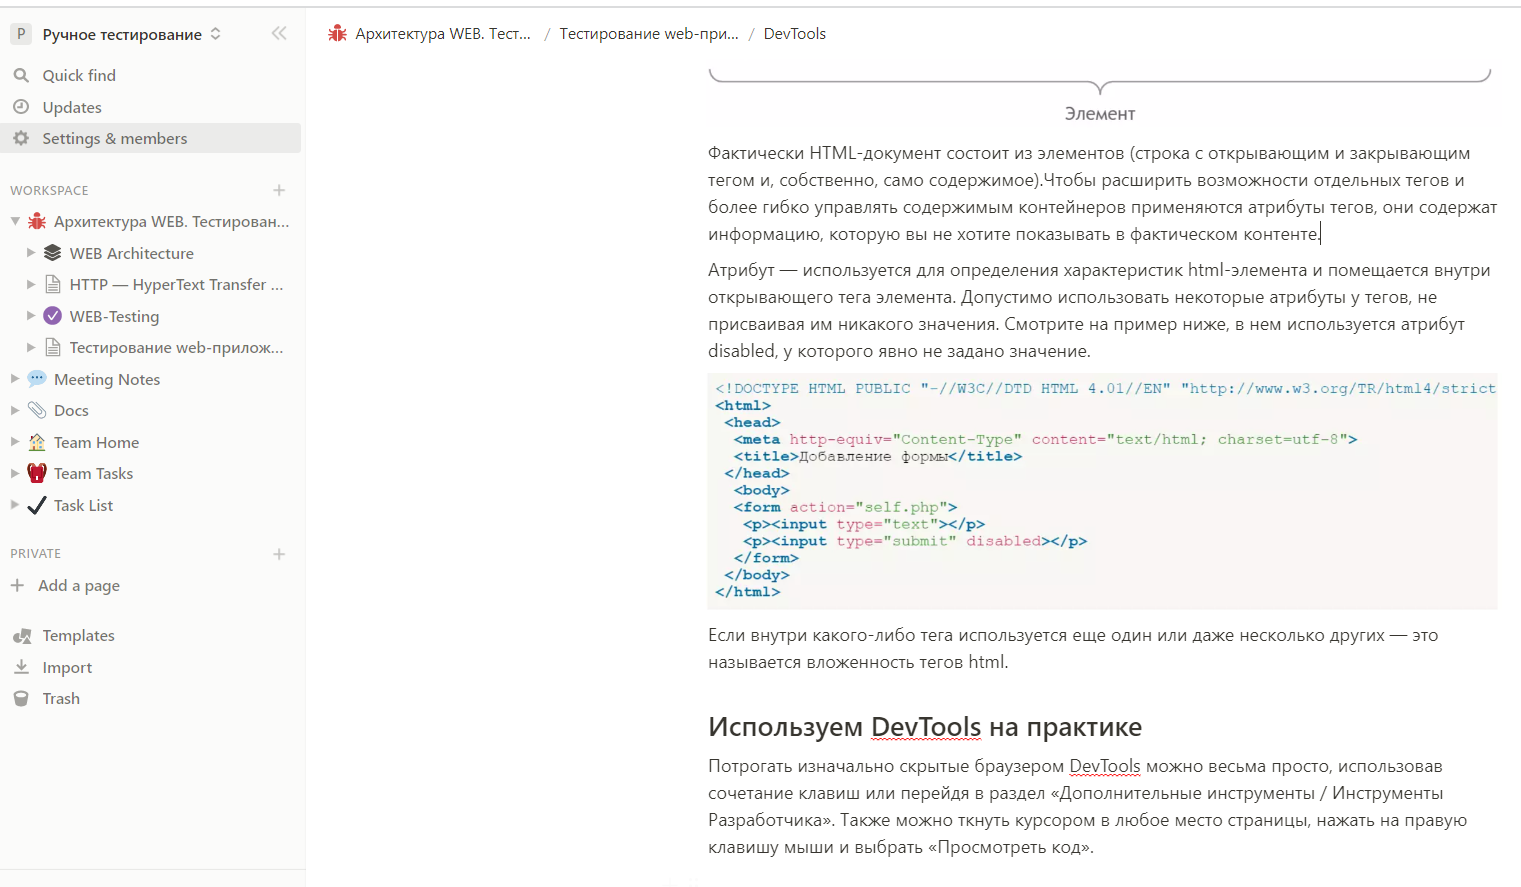 P Ручное тестирование
Quick find
Updates
Settings & members
WORKSPACE
Архитектура WEB. Тестирован...
WEB Architecture
HTTP — HyperText Transfer ...
WEB-Testing
Тестирование web-прилож...
Meeting Notes
Docs
Team Home
Team Tasks
Task List
PRIVATE
Add a page
Templates
Import
Trash
Архитектура WEB. Тест... / Тестирование web-при... / DevTools
Элемент
Фактически HTML-документ состоит из элементов (строка с открывающим и закрывающим
тегом и, собственно, само содержимое).Чтобы расширить возможности отдельных тегов и
более гибко управлять содержимым контейнеров применяются атрибуты тегов, они содержат
информацию, которую вы не хотите показывать в фактическом контенте.
Атрибут — используется для определения характеристик html-элемента и помещается внутри
открывающего тега элемента. Допустимо использовать некоторые атрибуты у тегов, не
присваивая им никакого значения. Смотрите на пример ниже, в нем используется атрибут
disabled, у которого явно не задано значение.
<!DOCTYPE HTML PUBLIC "-//W3C//DTD HTML 4.01//EN" "http://www.w3.org/TR/html4/strict
<html>
<head>
<meta http-equiv="Content-Type" content="text/html; charset=utf-8">
<title>Добавление формы</title>
</head>
<body>
<form action="self.php">
<p><input type="text"></p>
<p><input type="submit" disabled></p>
</form>
</body>
</html>
Если внутри какого-либо тега используется еще один или даже несколько других — это
называется вложенность тегов html.
Используем DevTools на практике
Потрогать изначально скрытые браузером DevTools можно весьма просто, использовав
сочетание клавиш или перейдя в раздел «Дополнительные инструменты / Инструменты
Разработчика». Также можно ткнуть курсором в любое место страницы, нажать на правую
клавишу мыши и выбрать «Просмотреть код».